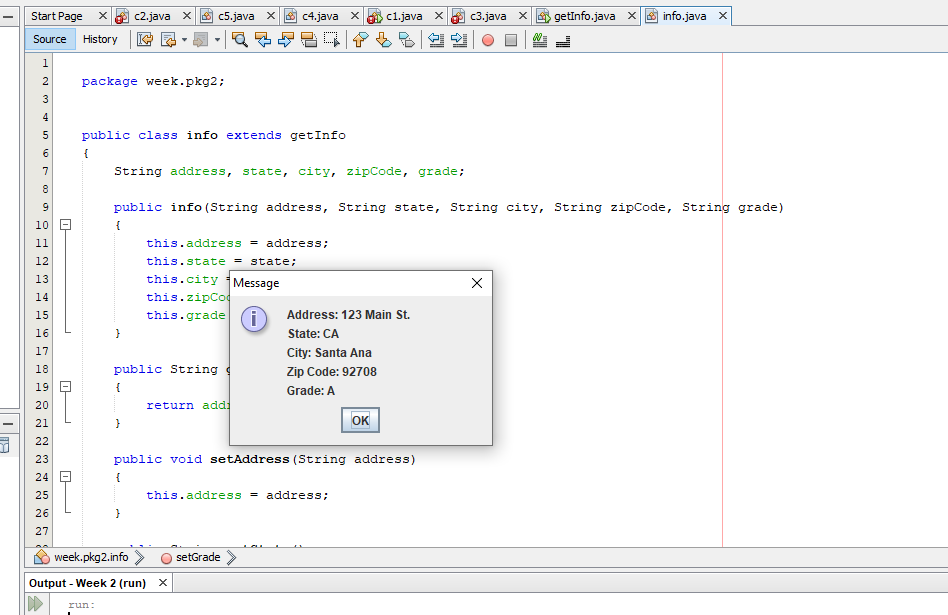 Start Page c2.java c5.java c4.java c1.java c3.java getInfo.java info.java
Source History
1
2 package week.pkg2;
3
4
5 public class info extends getInfo
6 {
7 String address, state, city, zipCode, grade;
8
9 public info(String address, String state, String city, String zipCode, String grade)
10 {
11 this.address = address;
12 this.state = state;
13 this.city
14 this.zipCo
15 this.grade
16 }
17
18 public String
19 {
20 return add
21 }
22
23 public void setAddress(String address)
24 {
25 this.address = address;
26 }
27
Message
Address: 123 Main St.
State: CA
City: Santa Ana
Zip Code: 92708
Grade: A
OK
week.pkg2.info setGrade
Output - Week 2 (run)
run: